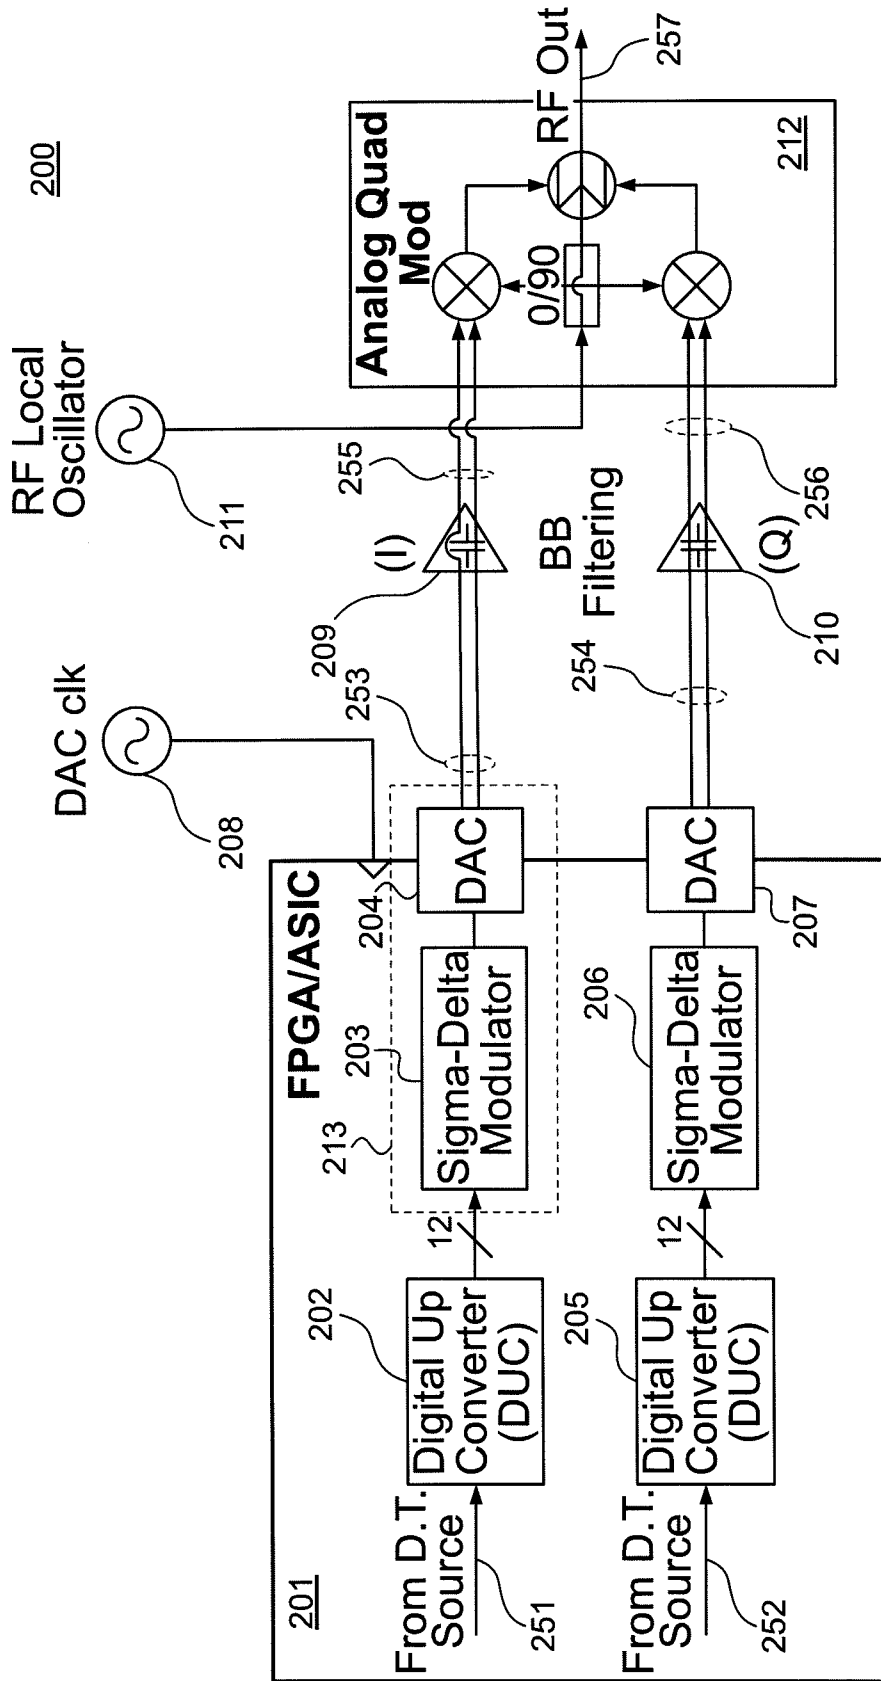 200
RF Local
Oscillator
211
DAC clk
208
FPGA/ASIC
201
213
From D.T.
Source
251
202
Digital Up
Converter
(DUC)
12
203
Sigma-Delta
Modulator
204
DAC
253
209
(I)
255
Analog Quad
Mod
0/90
RF Out
257
212
From D.T.
Source
252
205
Digital Up
Converter
(DUC)
12
206
Sigma-Delta
Modulator
DAC
207
254
BB
Filtering
210
(Q)
256